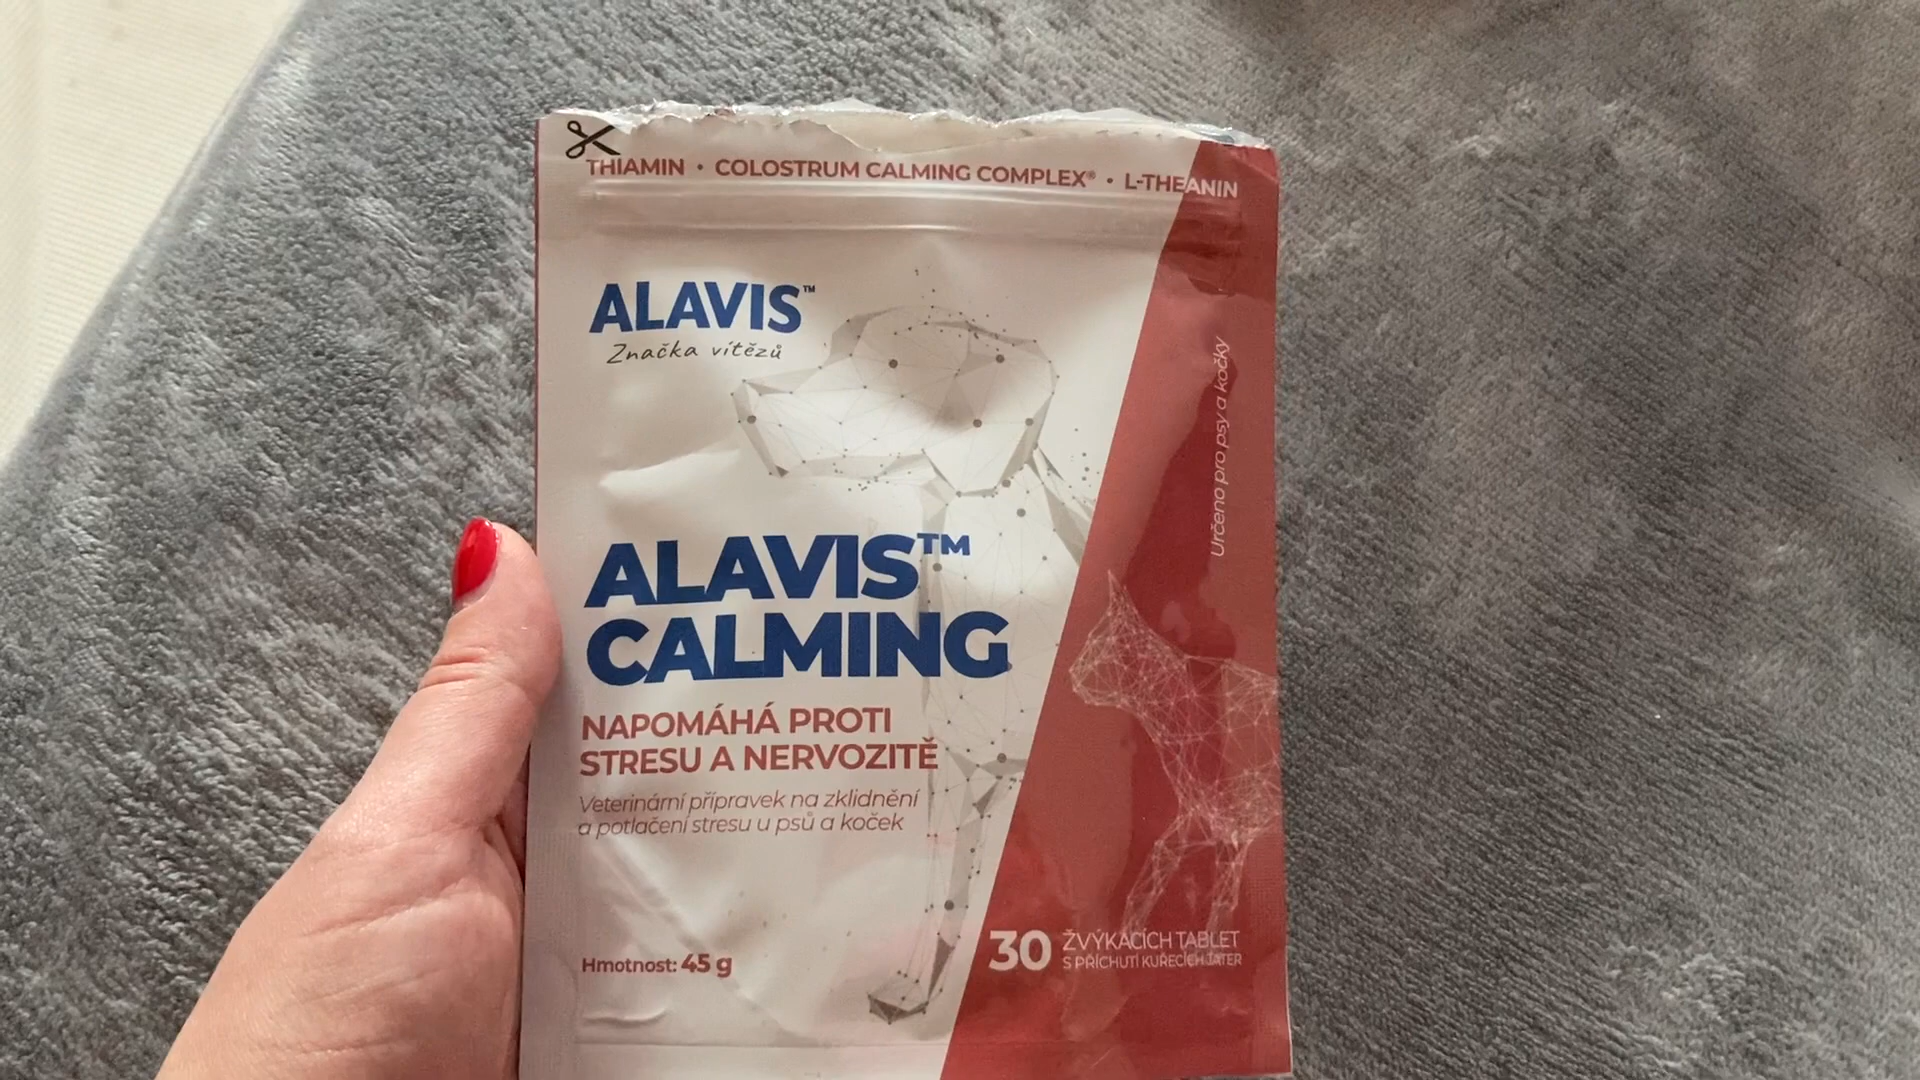 THIAMIN • COLOSTRUM CALMING COMPLEX® • L-THEANIN
ALAVIS™
Značka vítězů
Určeno pro psy a kočky
ALAVIS™
CALMING
NAPOMÁHÁ PROTI
STRESU A NERVOZITĚ
Veterinární přípravek na zklidnění
a potlačení stresu u psů a koček
Hmotnost: 45 g
30 ŽVÝKACÍCH TABLET
S PŘÍCHUTÍ KUŘECÍCH JATER